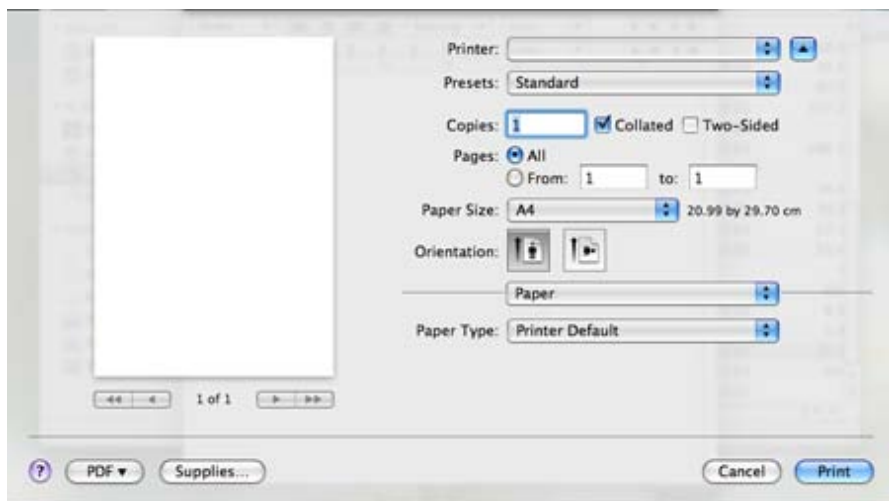 Printer:
Presets: Standard
Copies: 1 Collated Two-Sided
Pages: All
From: 1 to: 1
Paper Size: A4 20.99 by 29.70 cm
Orientation:
Paper
Paper Type: Printer Default
1 of 1
? PDF Supplies... Cancel Print